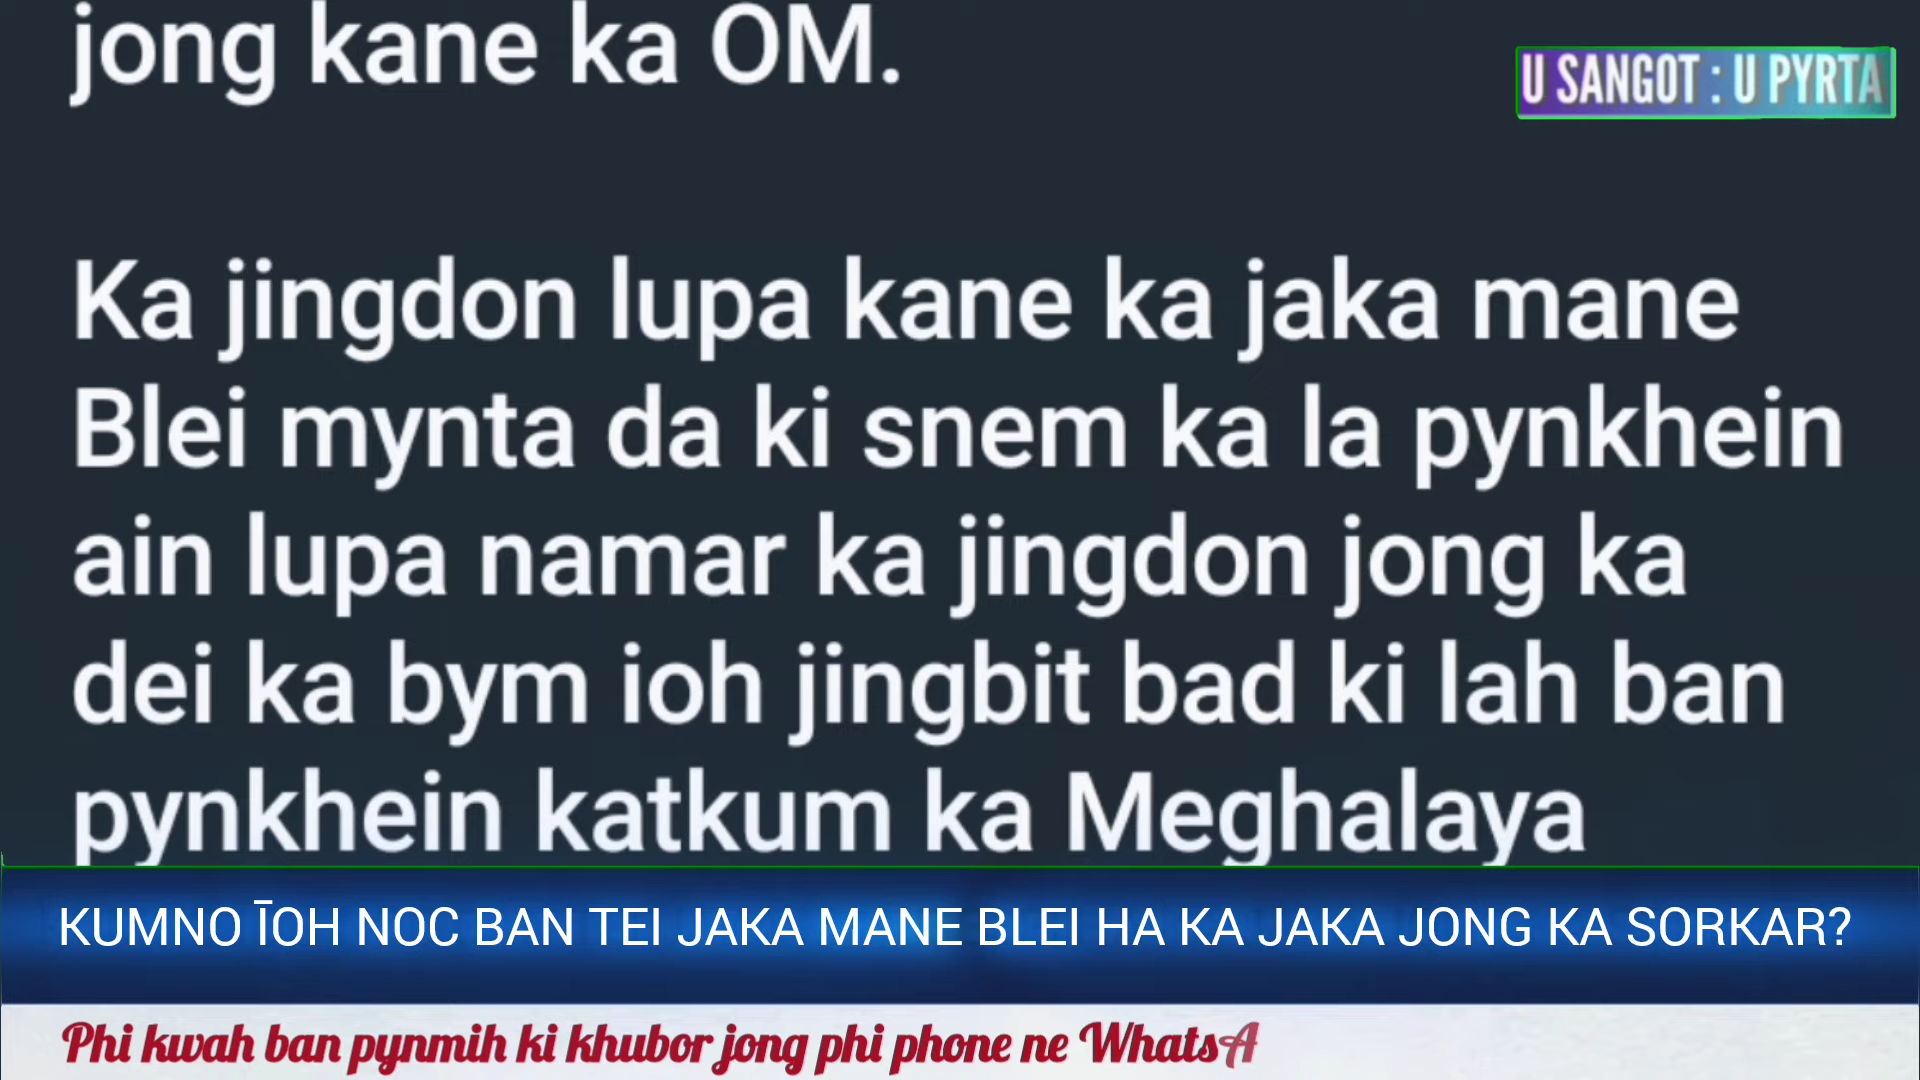 jong kane ka OM.
U SANGOT : U PYRTA
Ka jingdon lupa kane ka jaka mane
Blei mynta da ki snem ka la pynkhein
ain lupa namar ka jingdon jong ka
dei ka bym ioh jingbit bad ki lah ban
pynkhein katkum ka Meghalaya
KUMNO ĪOH NOC BAN TEI JAKA MANE BLEI HA KA JAKA JONG KA SORKAR?
Phi kwah ban pynmih ki khubor jong phi phone ne WhatsA